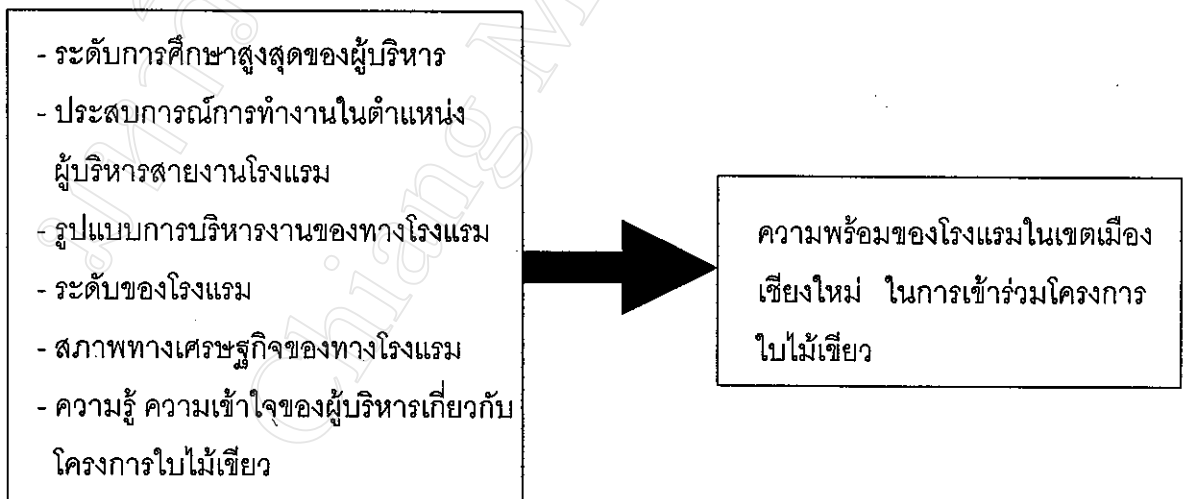 - ระดับการศึกษาสูงสุดของผู้บริหาร
- ประสบการณ์การทำงานในตำแหน่ง
ผู้บริหารสายงานโรงแรม
- รูปแบบการบริหารงานของทางโรงแรม
- ระดับของโรงแรม
- สภาพทางเศรษฐกิจของทางโรงแรม
- ความรู้ ความเข้าใจของผู้บริหารเกี่ยวกับ
โครงการใบไม้เขียว
ความพร้อมของโรงแรมในเขตเมือง
เชียงใหม่ ในการเข้าร่วมโครงการ
ใบไม้เขียว
Chiang M